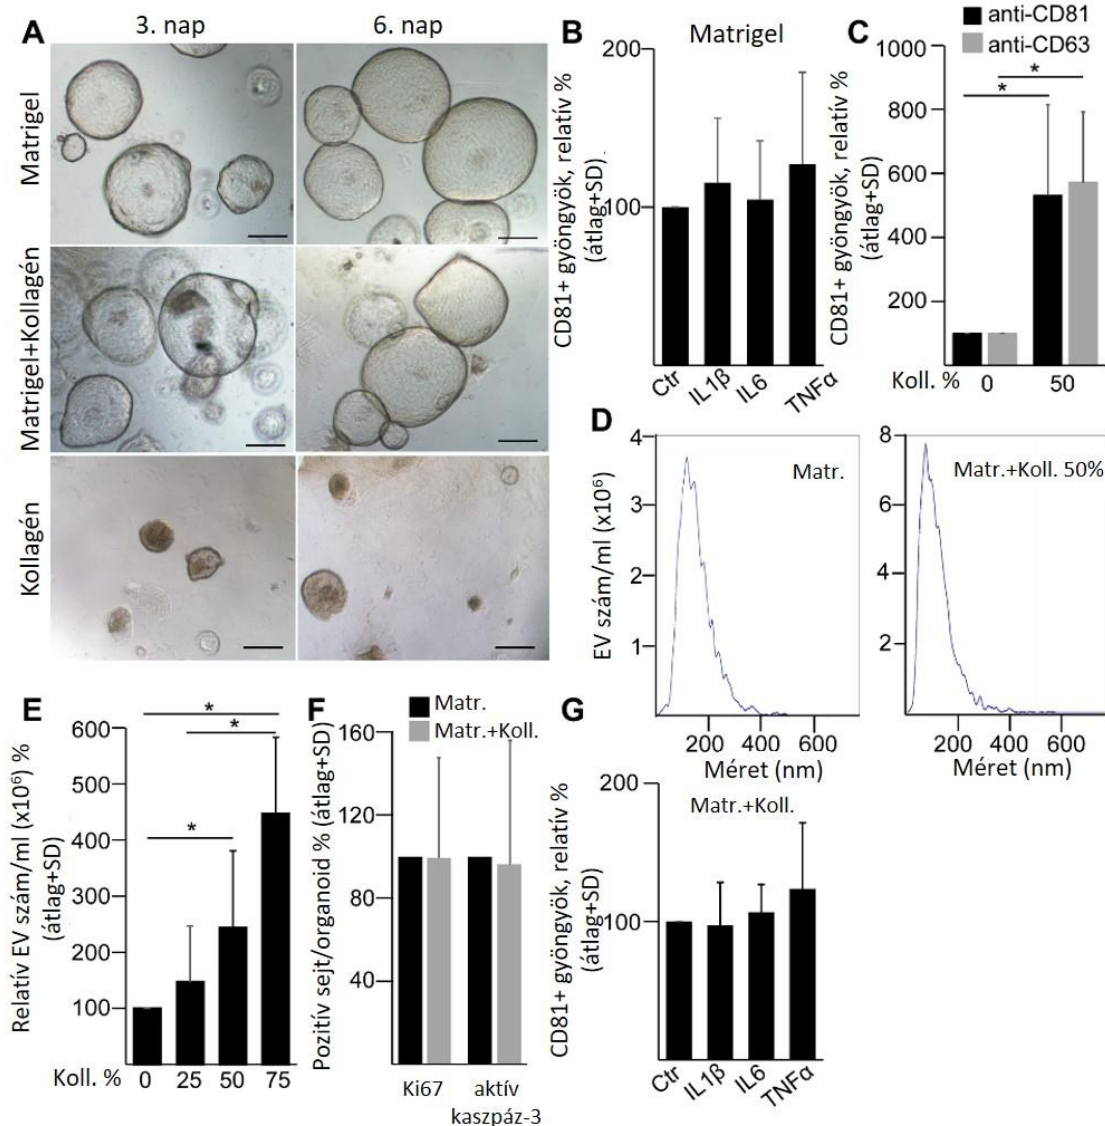 A
3. nap
6. nap
Matrigel
Matrigel+Kollagén
Kollagén
B
Matrigel
CD81+ gyöngyök, relatív %
(átlag+SD)
200
100
Ctr
IL1β
IL6
TNFα
C
anti-CD81
anti-CD63
CD81+ gyöngyök, relatív %
(átlag+SD)
1000
800
600
400
200
*
*
Koll. %
0
50
D
EV szám/ml (x10⁶)
4
3
2
1
Matr.
200 400 600
Méret (nm)
8
6
4
2
Matr.+Koll. 50%
200 400 600
Méret (nm)
E
Relatív EV szám/ml (x10⁶) %
(átlag+SD)
600
500
400
300
200
100
*
*
*
Koll. %
0 25 50 75
F
Matr.
Matr.+Koll.
Pozitív sejt/organoid % (átlag+SD)
160
120
80
40
Ki67
aktív
kaszpáz-3
G
Matr.+Koll.
CD81+ gyöngyök, relatív %
(átlag+SD)
200
100
Ctr
IL1β
IL6
TNFα